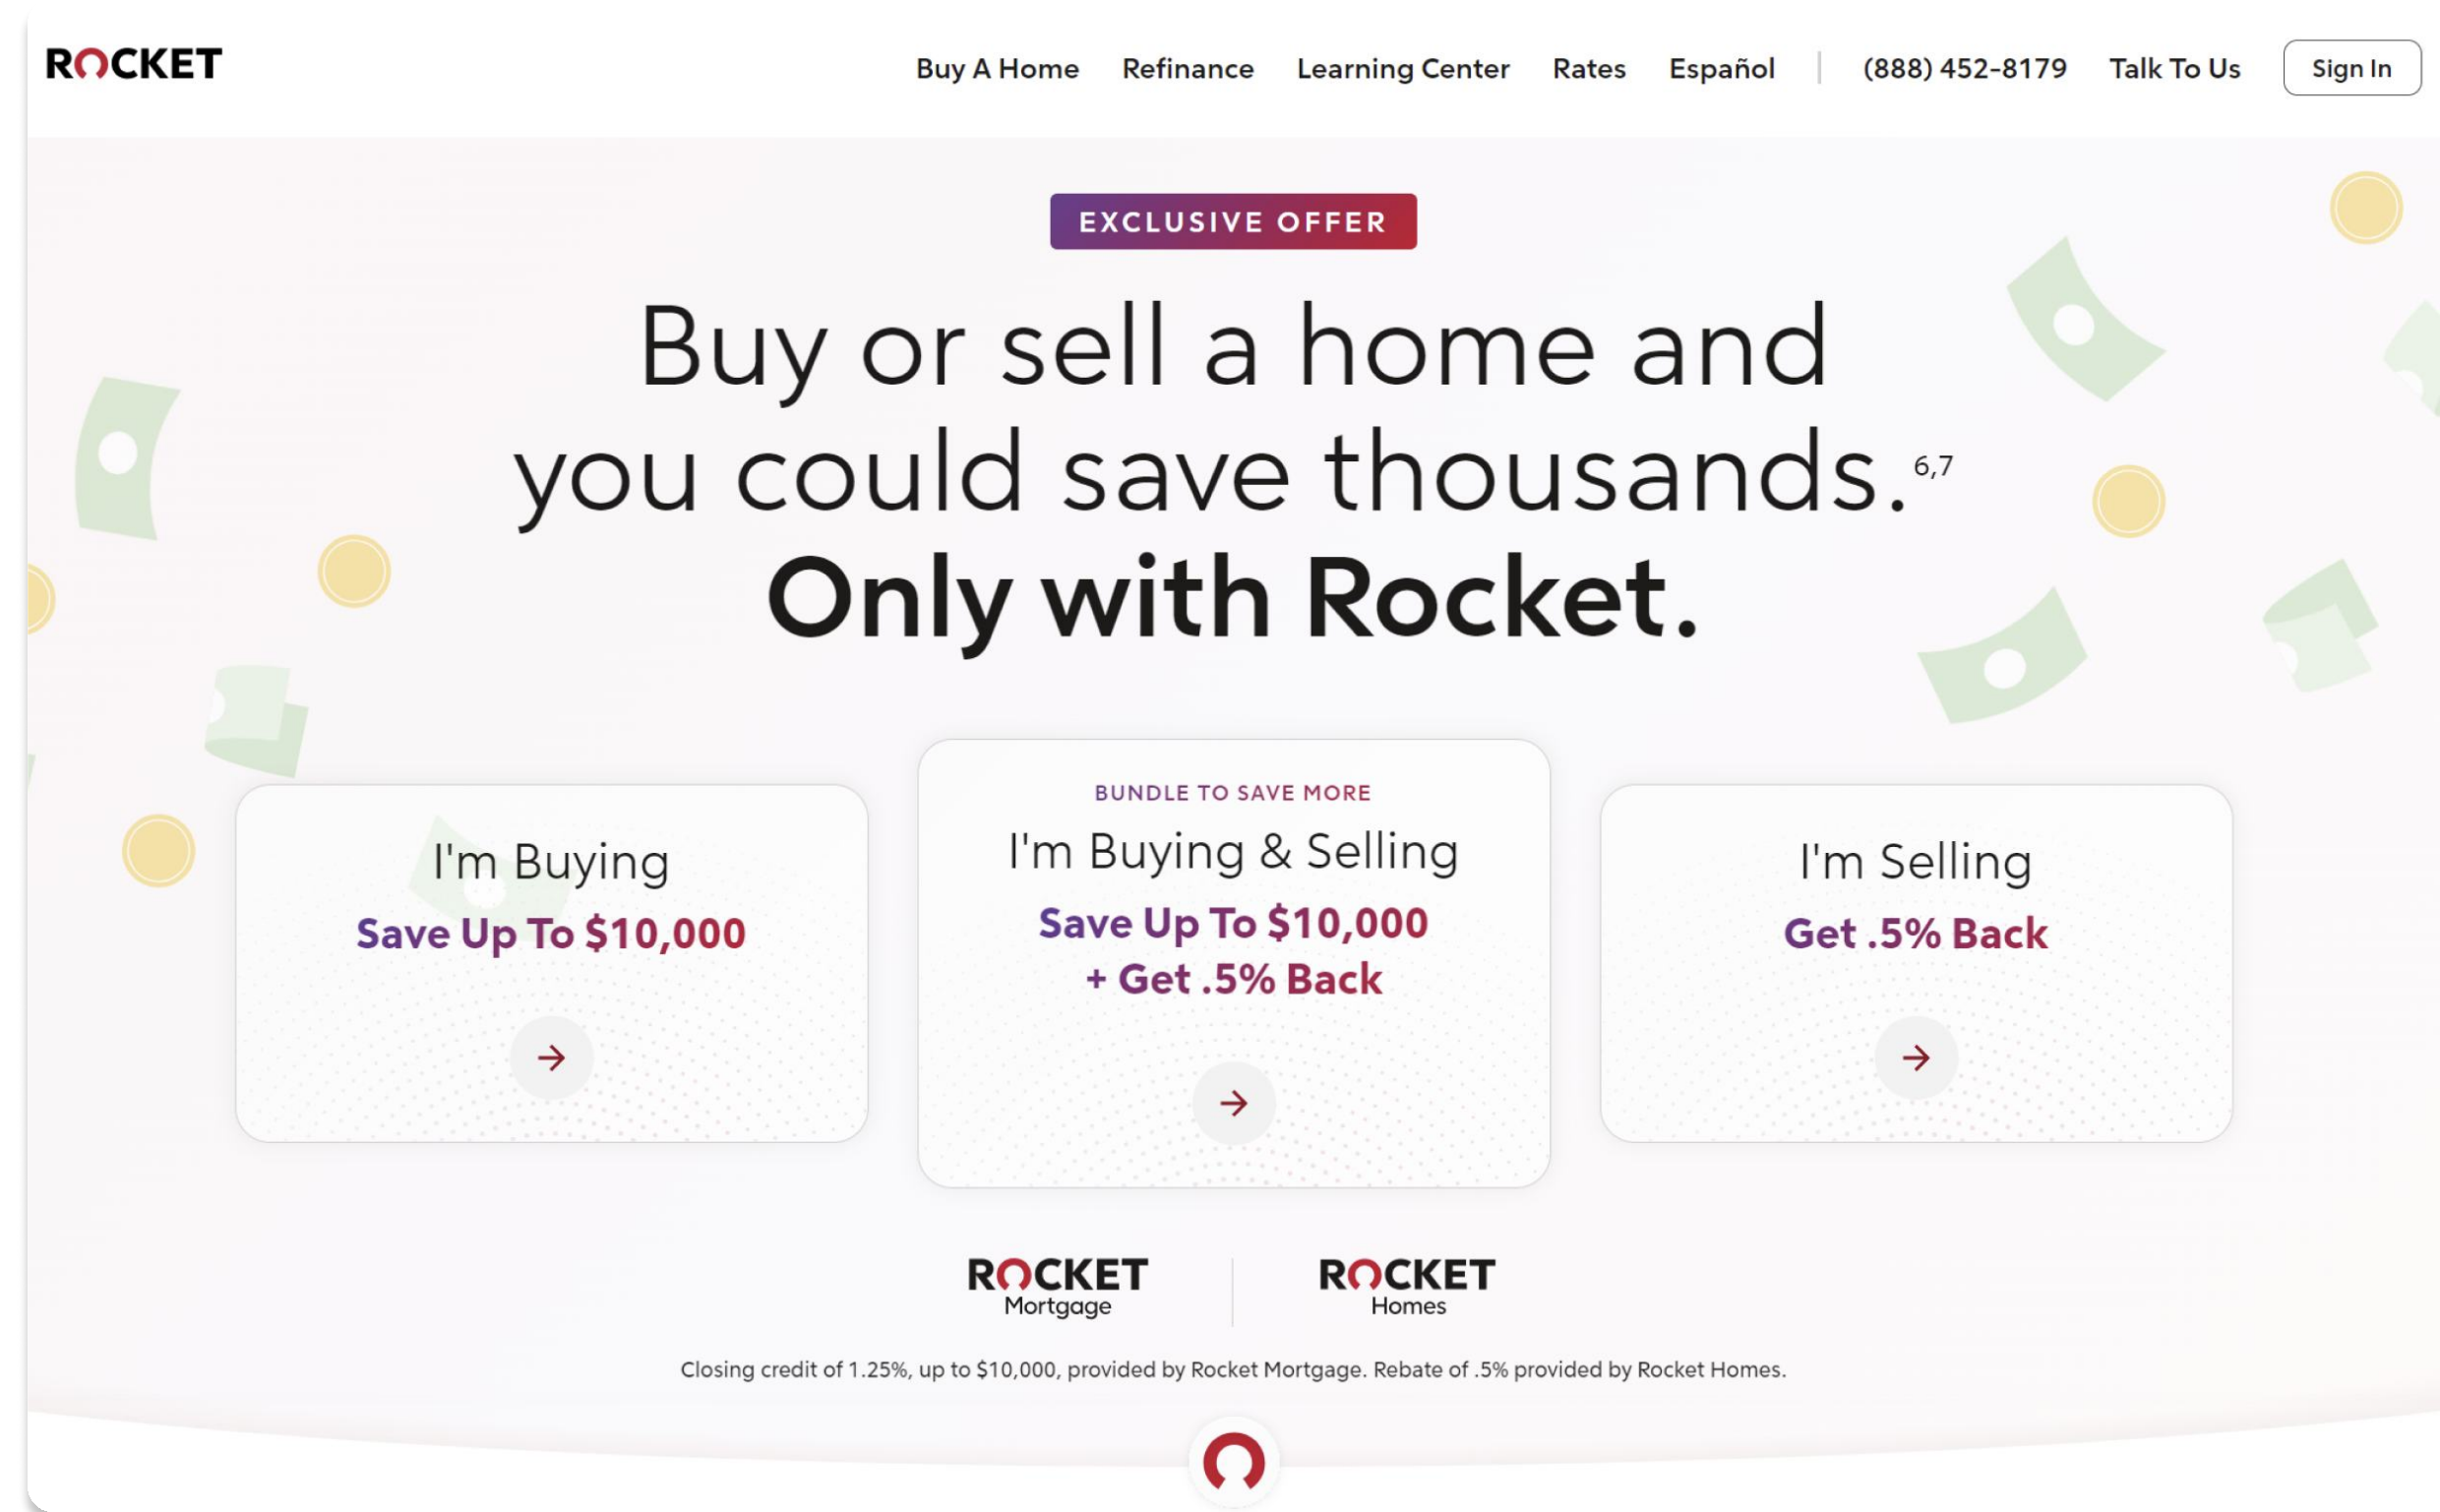 ROCKET
Buy A Home Refinance Learning Center Rates Español (888) 452-8179 Talk To Us Sign In
EXCLUSIVE OFFER
Buy or sell a home and
you could save thousands.6,7
Only with Rocket.
I'm Buying
Save Up To $10,000
BUNDLE TO SAVE MORE
I'm Buying & Selling
Save Up To $10,000
+ Get .5% Back
I'm Selling
Get .5% Back
ROCKET
Mortgage
ROCKET
Homes
Closing credit of 1.25%, up to $10,000, provided by Rocket Mortgage. Rebate of .5% provided by Rocket Homes.